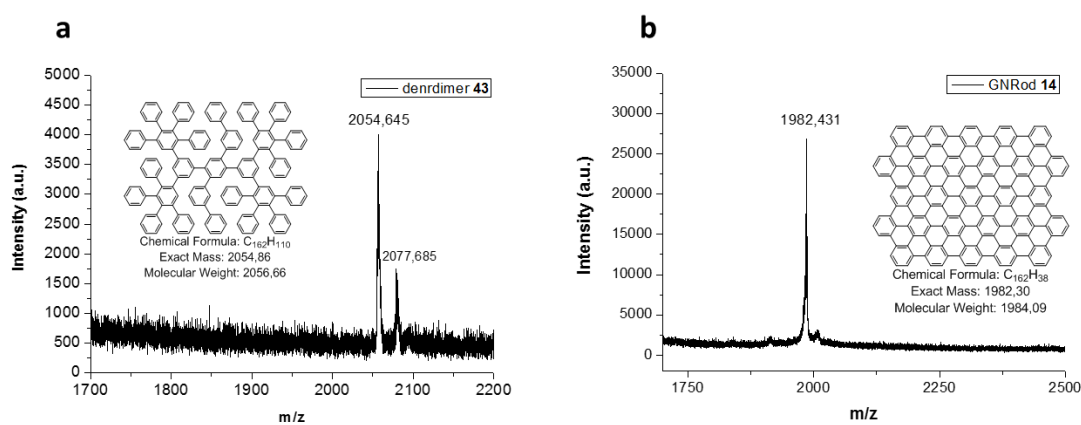 a
Intensity (a.u.)
5000
4500
4000
3500
3000
2500
2000
1500
1000
500
0
denrdimer 43
2054,645
2077,685
Chemical Formula: C₁₆₂H₁₁₀
Exact Mass: 2054,86
Molecular Weight: 2056,66
1700 1800 1900 2000 2100 2200
m/z
b
Intensity (a.u.)
35000
30000
25000
20000
15000
10000
5000
0
GNRod 14
1982,431
Chemical Formula: C₁₆₂H₃₈
Exact Mass: 1982,30
Molecular Weight: 1984,09
1750 2000 2250 2500
m/z